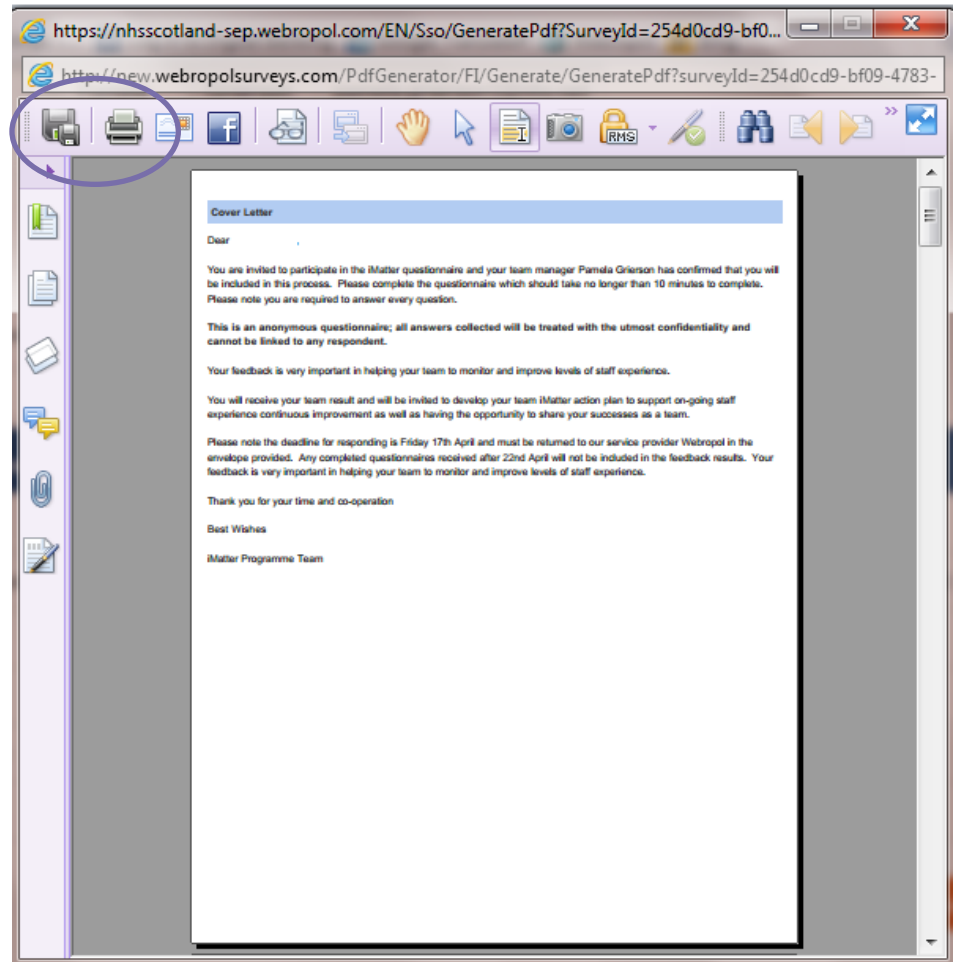 https://nhsscotland-sep.webropol.com/EN/Sso/GeneratePdf?SurveyId=254d0cd9-bf0...
http://new.webropolsurveys.com/PdfGenerator/FI/Generate/GeneratePdf?surveyId=254d0cd9-bf09-4783-
RMS
Cover Letter
Dear ,
You are invited to participate in the iMatter questionnaire and your team manager Pamela Grierson has confirmed that you will
be included in this process. Please complete the questionnaire which should take no longer than 10 minutes to complete.
Please note you are required to answer every question.
This is an anonymous questionnaire; all answers collected will be treated with the utmost confidentiality and
cannot be linked to any respondent.
Your feedback is very important in helping your team to monitor and improve levels of staff experience.
You will receive your team result and will be invited to develop your team iMatter action plan to support on-going staff
experience continuous improvement as well as having the opportunity to share your successes as a team.
Please note the deadline for responding is Friday 17th April and must be returned to our service provider Webropol in the
envelope provided. Any completed questionnaires received after 22nd April will not be included in the feedback results. Your
feedback is very important in helping your team to monitor and improve levels of staff experience.
Thank you for your time and co-operation
Best Wishes
iMatter Programme Team